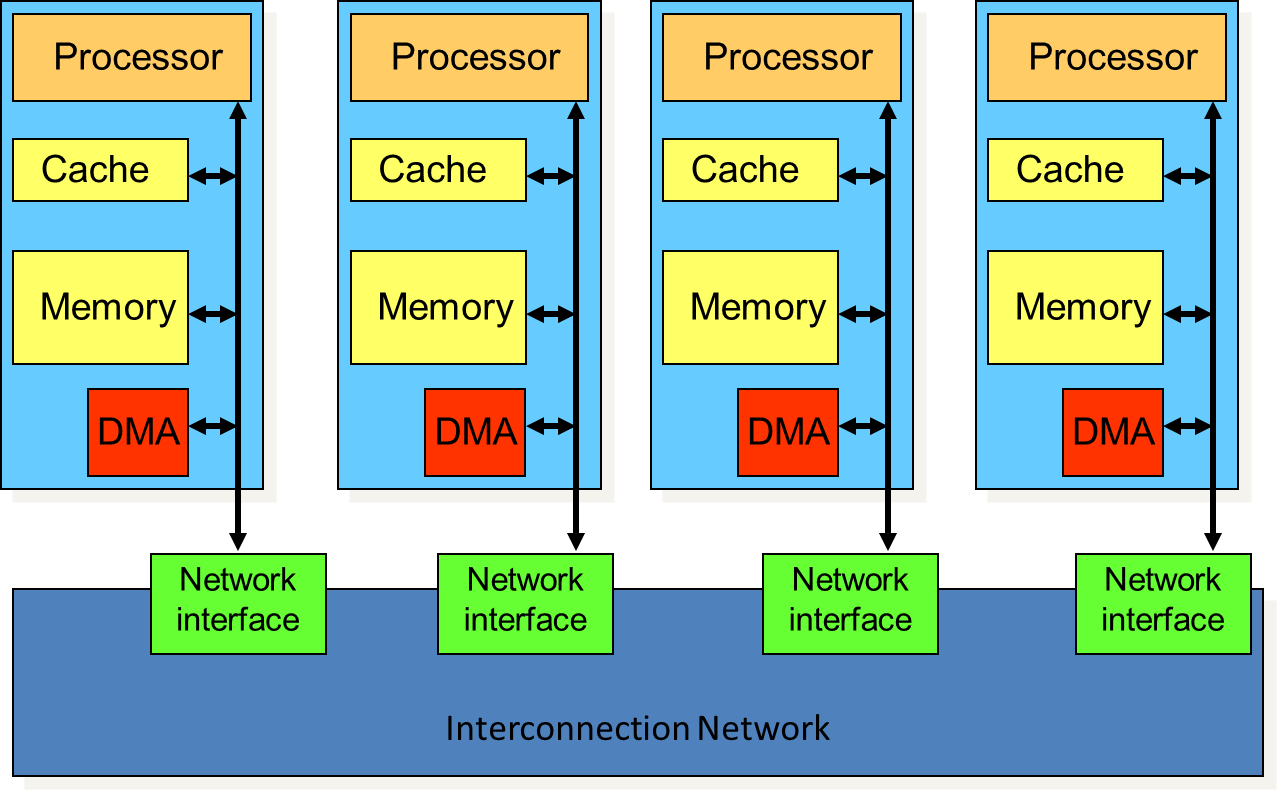 Processor
Processor
Processor
Processor
Cache
Cache
Cache
Cache
Memory
Memory
Memory
Memory
DMA
DMA
DMA
DMA
Network
interface
Network
interface
Network
interface
Network
interface
Interconnection Network